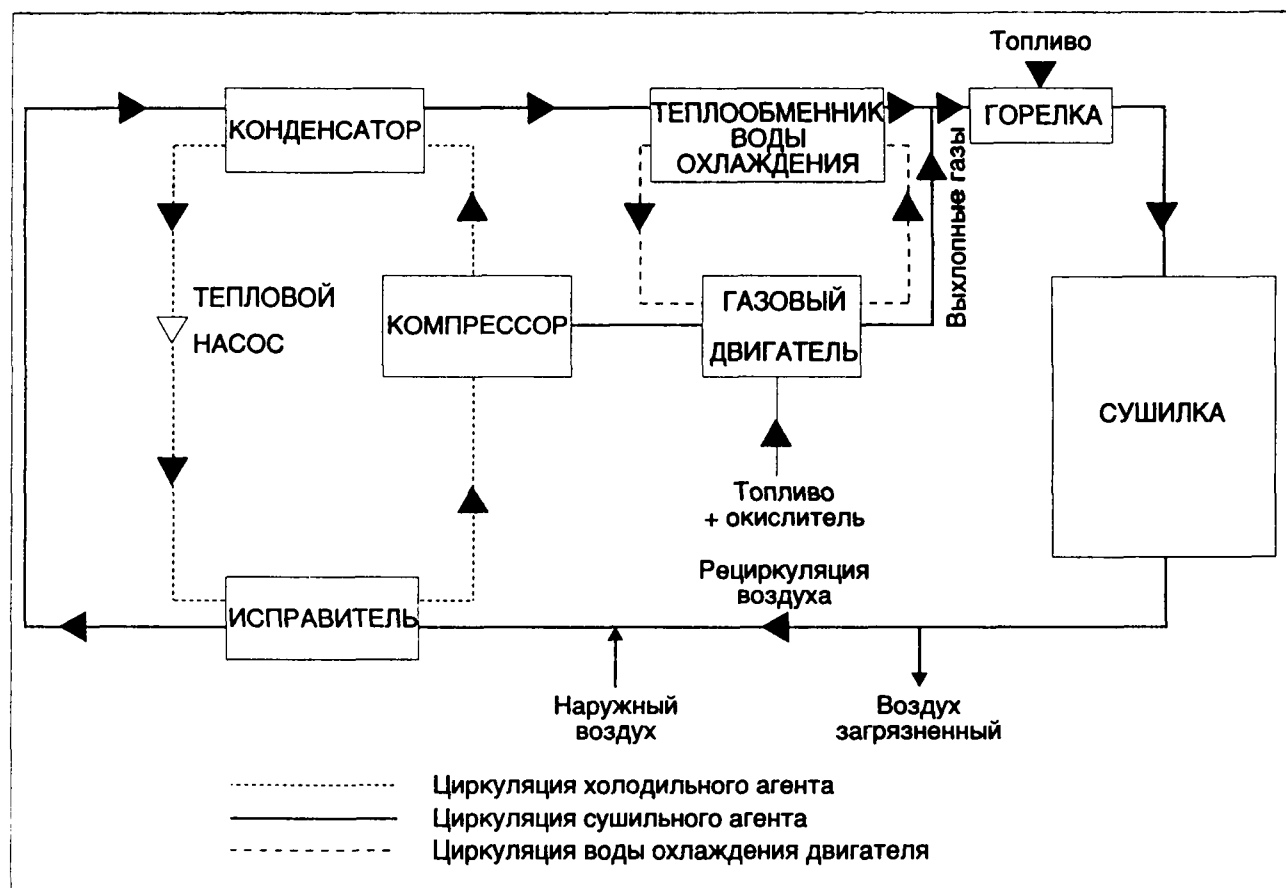 Топливо
КОНДЕНСАТОР
ТЕПЛООБМЕННИК
ВОДЫ
ОХЛАЖДЕНИЯ
ГОРЕЛКА
Выхлопные газы
ТЕПЛОВОЙ
НАСОС
КОМПРЕССОР
ГАЗОВЫЙ
ДВИГАТЕЛЬ
СУШИЛКА
Топливо
+ окислитель
Рециркуляция
воздуха
ИСПРАВИТЕЛЬ
Наружный
воздух
Воздух
загрязненный
Циркуляция холодильного агента
Циркуляция сушильного агента
Циркуляция воды охлаждения двигателя